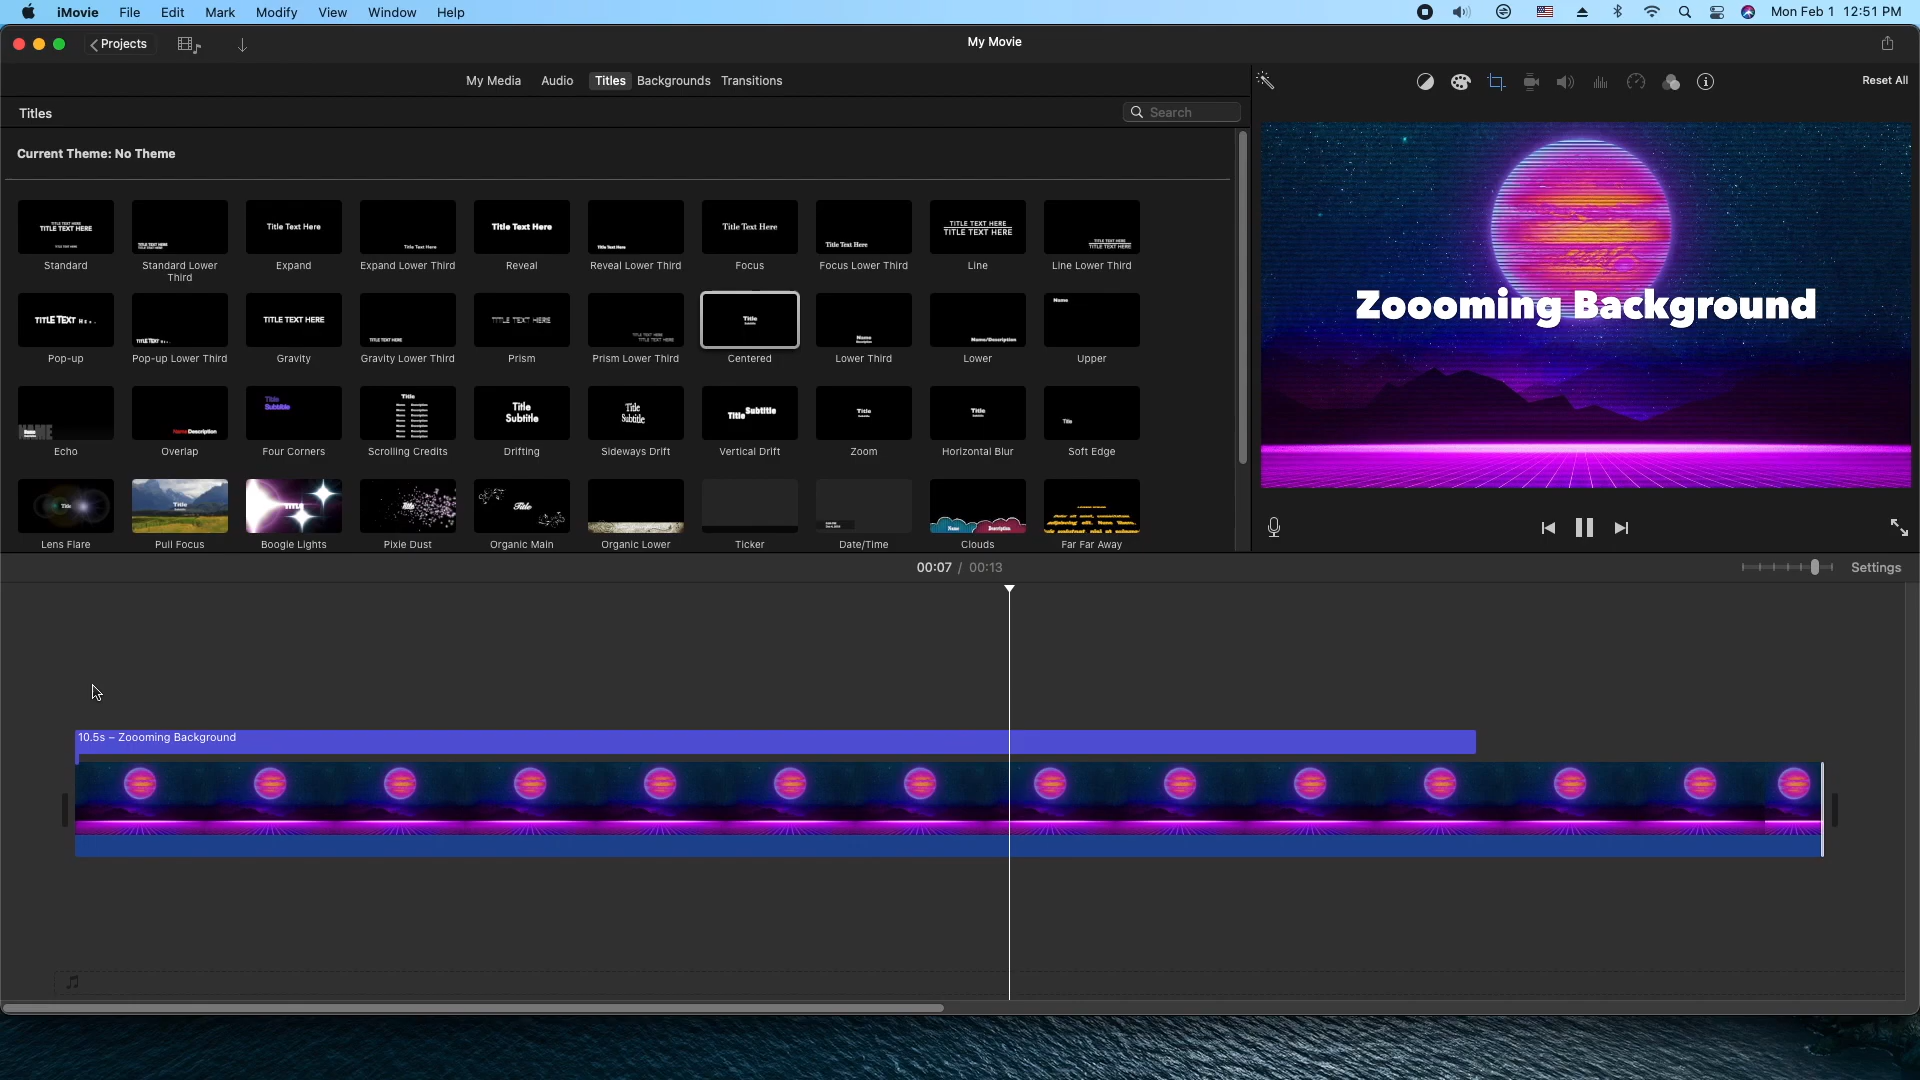 iMovie File Edit Mark Modify View Window Help
Mon Feb 1 12:51 PM
Projects
My Movie
My Media Audio Titles Backgrounds Transitions
Reset All
Titles
Search
Current Theme: No Theme
Standard
Standard Lower
Third
Expand
Expand Lower Third
Reveal
Reveal Lower Third
Focus
Focus Lower Third
Line
Line Lower Third
Pop-up
Pop-up Lower Third
Gravity
Gravity Lower Third
Prism
Prism Lower Third
Centered
Lower Third
Lower
Upper
Echo
Overlap
Four Corners
Scrolling Credits
Drifting
Sideways Drift
Vertical Drift
Zoom
Horizontal Blur
Soft Edge
Lens Flare
Pull Focus
Boogie Lights
Pixie Dust
Organic Main
Organic Lower
Ticker
Date/Time
Clouds
Far Far Away
Zoooming Background
00:07 / 00:13
Settings
10.5s – Zoooming Background